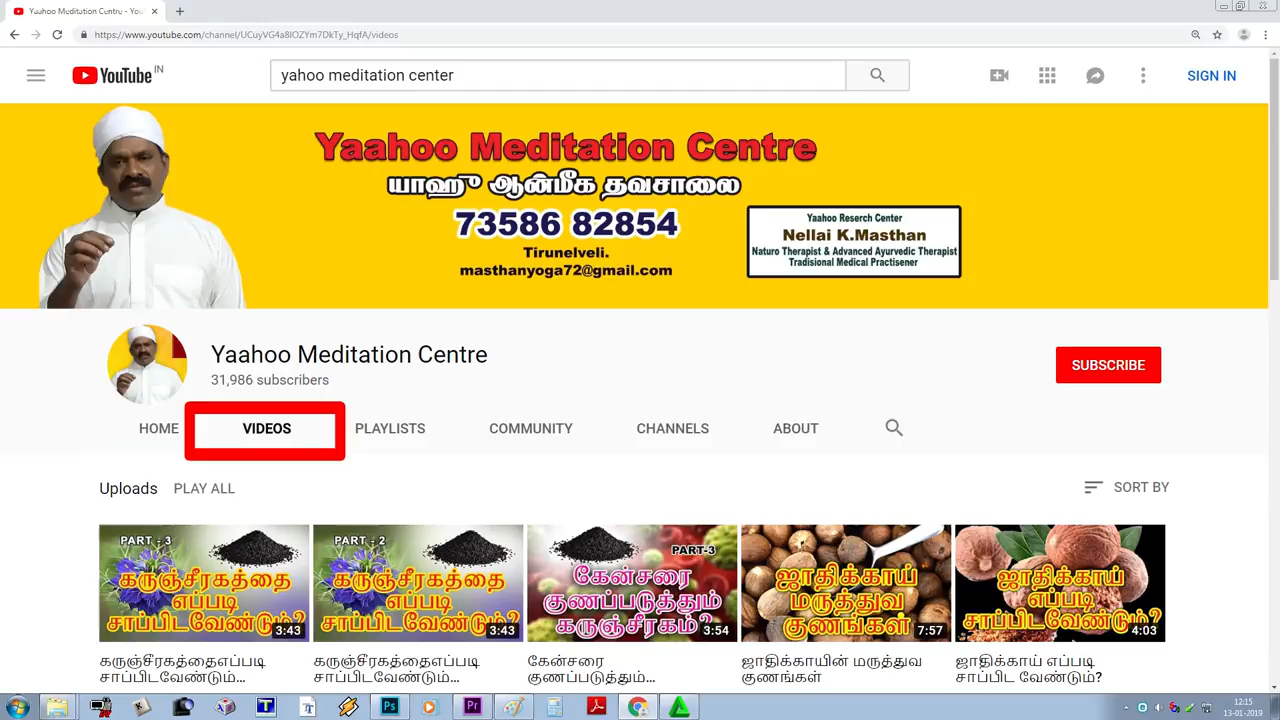 Yaahoo Meditation Centre - You
https://www.youtube.com/channel/UCuyVG4a8IOZYm7DkTy_HqfA/videos
YouTube IN
yahoo meditation center
SIGN IN
Yaahoo Meditation Centre
யாஹு ஆன்மீக தவசாலை
73586 82854
Tirunelveli.
masthanyoga72@gmail.com
Yaahoo Reserch Center
Nellai K.Masthan
Naturo Therapist & Advanced Ayurvedic Therapist
Tradisional Medical Practisener
Yaahoo Meditation Centre
31,986 subscribers
SUBSCRIBE
HOME VIDEOS PLAYLISTS COMMUNITY CHANNELS ABOUT
Uploads PLAY ALL
SORT BY
PART - 3
கருஞ்சீரகத்தை
எப்படி
சாப்பிடவேண்டும்?
3:43
PART - 2
கருஞ்சீரகத்தை
எப்படி
சாப்பிடவேண்டும்?
3:43
PART-3
கேன்சரை
குணப்படுத்தும்
கருஞ்சீரகம்?
3:54
ஜாதிக்காய்
மருத்துவ
குணங்கள்
7:57
ஜாதிக்காய்
எப்படி
சாப்பிடவேண்டும்?
4:03
கருஞ்சீரகத்தைஎப்படி
சாப்பிடவேண்டும்...
கருஞ்சீரகத்தைஎப்படி
சாப்பிடவேண்டும்...
கேன்சரை
குணப்படுத்தும்...
ஜாதிக்காயின் மருத்துவ
குணங்கள்
ஜாதிக்காய் எப்படி
சாப்பிட வேண்டும்?
12:15
13-01-2019